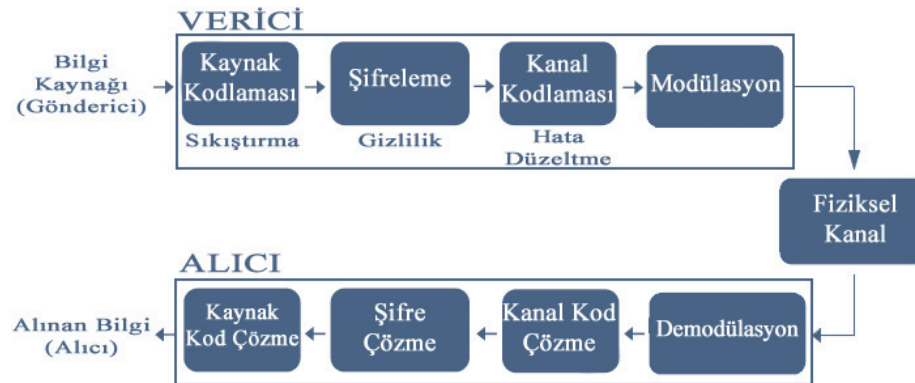 VERİCİ
Bilgi
Kaynağı
(Gönderici)
Kaynak
Kodlaması
Sıkıştırma
Şifreleme
Gizlilik
Kanal
Kodlaması
Hata
Düzeltme
Modülasyon
Fiziksel
Kanal
ALICI
Demodülasyon
Kanal Kod
Çözme
Şifre
Çözme
Kaynak
Kod Çözme
Alınan Bilgi
(Alıcı)